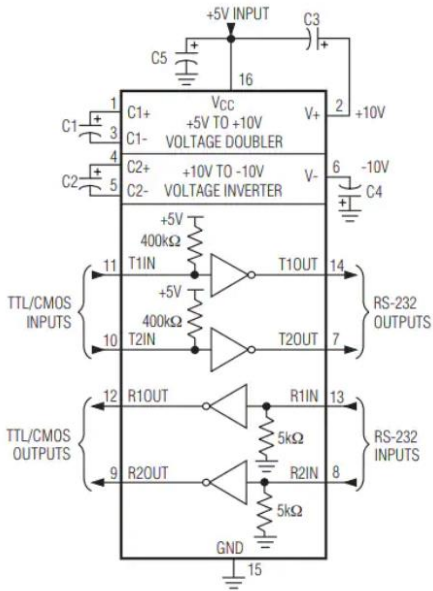 +5V INPUT
C3
+
C5
+
16
VCC
1
C1+
+5V TO +10V
VOLTAGE DOUBLER
V+
2
+10V
C1
+
3
C1-
4
C2+
+10V TO -10V
VOLTAGE INVERTER
V-
6
-10V
C2
+
5
C2-
C4
+
+5V
400kΩ
11
T1IN
T1OUT
14
+5V
400kΩ
TTL/CMOS
INPUTS
RS-232
OUTPUTS
10
T2IN
T2OUT
7
12
R1OUT
R1IN
13
5kΩ
TTL/CMOS
OUTPUTS
RS-232
INPUTS
9
R2OUT
R2IN
8
5kΩ
GND
15